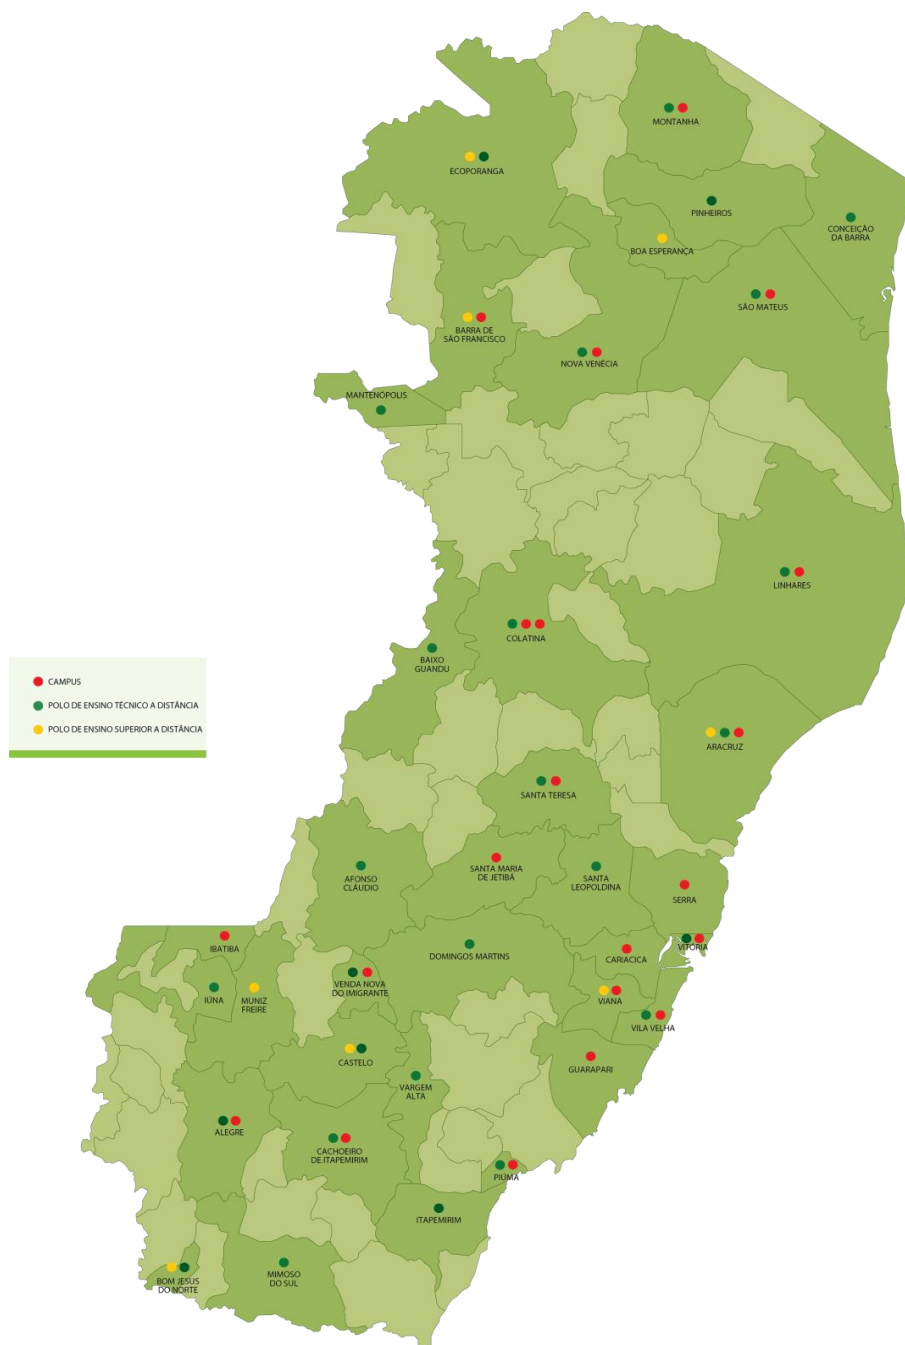 MONTANHA
ECOPORANGA
PINHEIROS
CONCEIÇÃO
DA BARRA
BOA ESPERANÇA
SÃO MATEUS
BARRA DE
SÃO FRANCISCO
NOVA VENÉCIA
MANTENÓPOLIS
LINHARES
COLATINA
BAIXO
GUANDU
CAMPUS
POLO DE ENSINO TÉCNICO A DISTÂNCIA
POLO DE ENSINO SUPERIOR A DISTÂNCIA
ARACRUZ
SANTA TERESA
SANTA MARIA
DE JETIBÁ
AFONSO
CLÁUDIO
SANTA
LEOPOLDINA
SERRA
VITÓRIA
IBATIBA
DOMINGOS MARTINS
CARIACICA
VENDA NOVA
DO IMIGRANTE
IÚNA
MUNIZ
FREIRE
VIANA
VILA VELHA
CASTELO
GUARAPARI
VARGEM
ALTA
ALEGRE
CACHOEIRO
DE ITAPEMIRIM
PIÚMA
ITAPEMIRIM
BOM JESUS
DO NORTE
MIMOSO
DO SUL